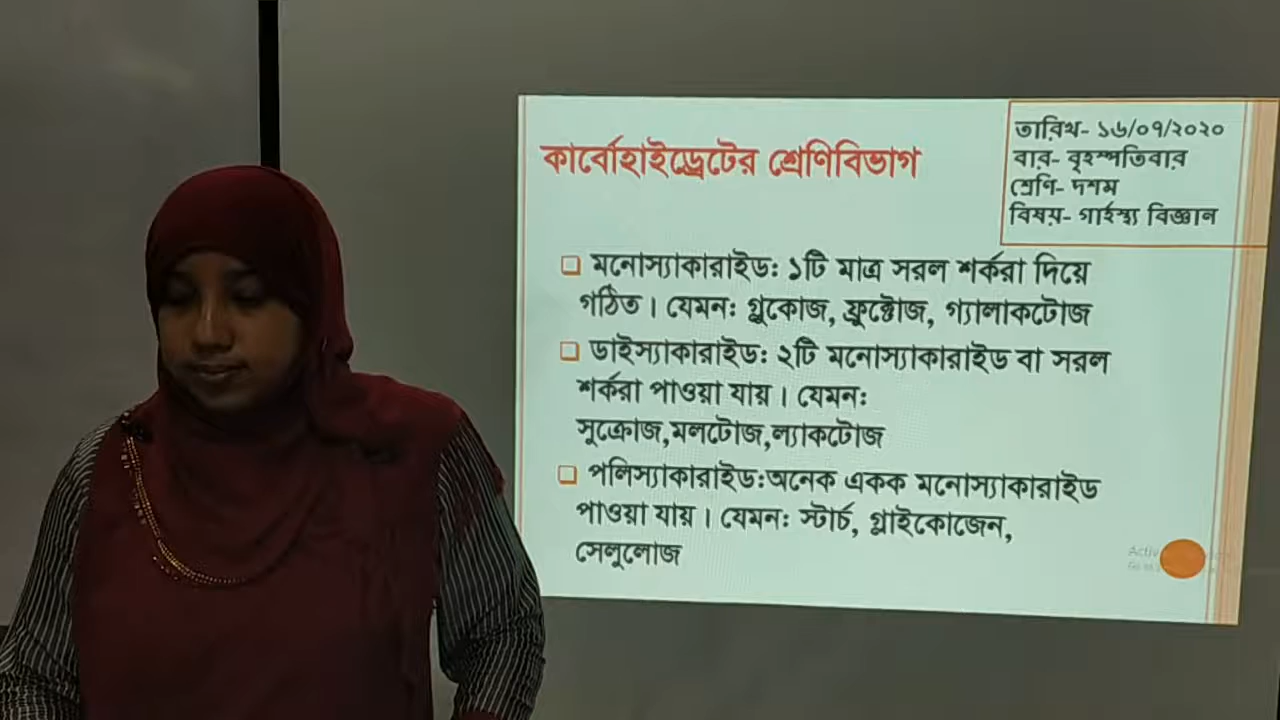 কার্বোহাইড্রেটের শ্রেণিবিভাগ
তারিখ- ১৬/০৭/২০২০
বার- বৃহস্পতিবার
শ্রেণি- দশম
বিষয়- গার্হস্থ্য বিজ্ঞান
মনোস্যাকারাইড: ১টি মাত্র সরল শর্করা দিয়ে
গঠিত। যেমন: গ্লুকোজ, ফ্রুক্টোজ, গ্যালাকটোজ
ডাইস্যাকারাইড: ২টি মনোস্যাকারাইড বা সরল
শর্করা পাওয়া যায়। যেমন:
সুক্রোজ,মলটোজ,ল্যাকটোজ
পলিস্যাকারাইড:অনেক একক মনোস্যাকারাইড
পাওয়া যায়। যেমন: স্টার্চ, গ্লাইকোজেন,
সেলুলোজ